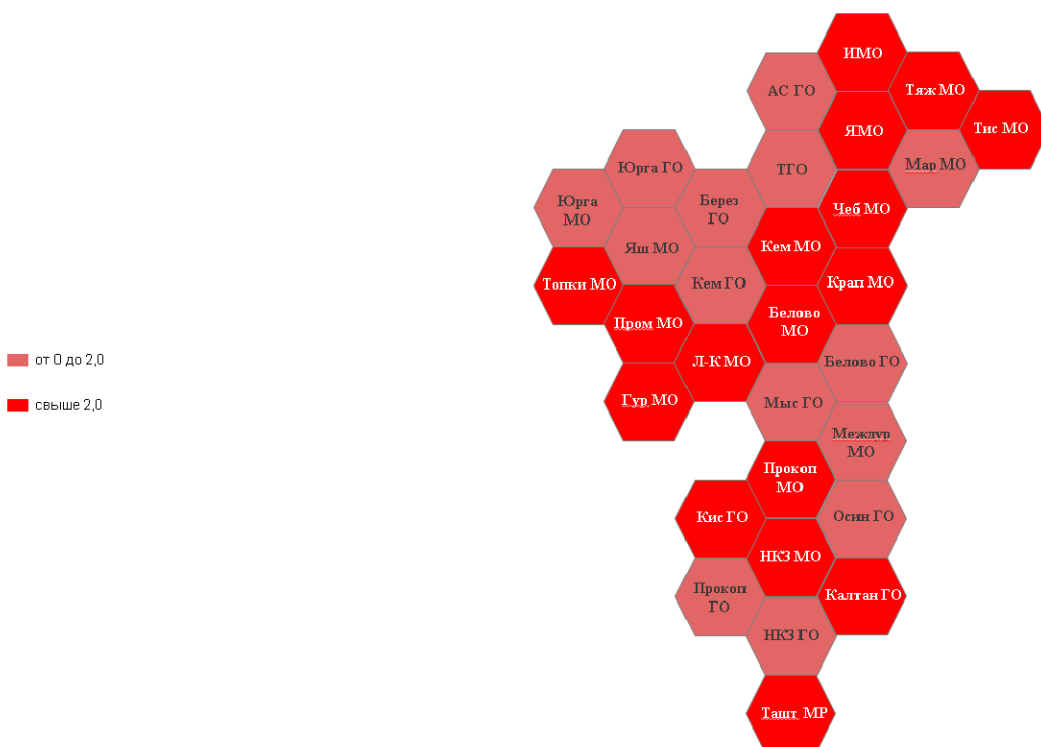 ИМО
АС ГО
Тяж МО
Тис МО
ЯМО
Юрга ГО
ТГО
Мар МО
Юрга
МО
Берез
ГО
Чеб МО
Яш МО
Кем МО
Топки МО
Кем ГО
Крап МО
Пром МО
Белово
МО
от 0 до 2,0
Л-К МО
Белово ГО
свыше 2,0
Гур МО
Мыс ГО
Междур
МО
Прокоп
МО
Кис ГО
Осин ГО
НКЗ МО
Прокоп
ГО
Калтан ГО
НКЗ ГО
Ташт МР